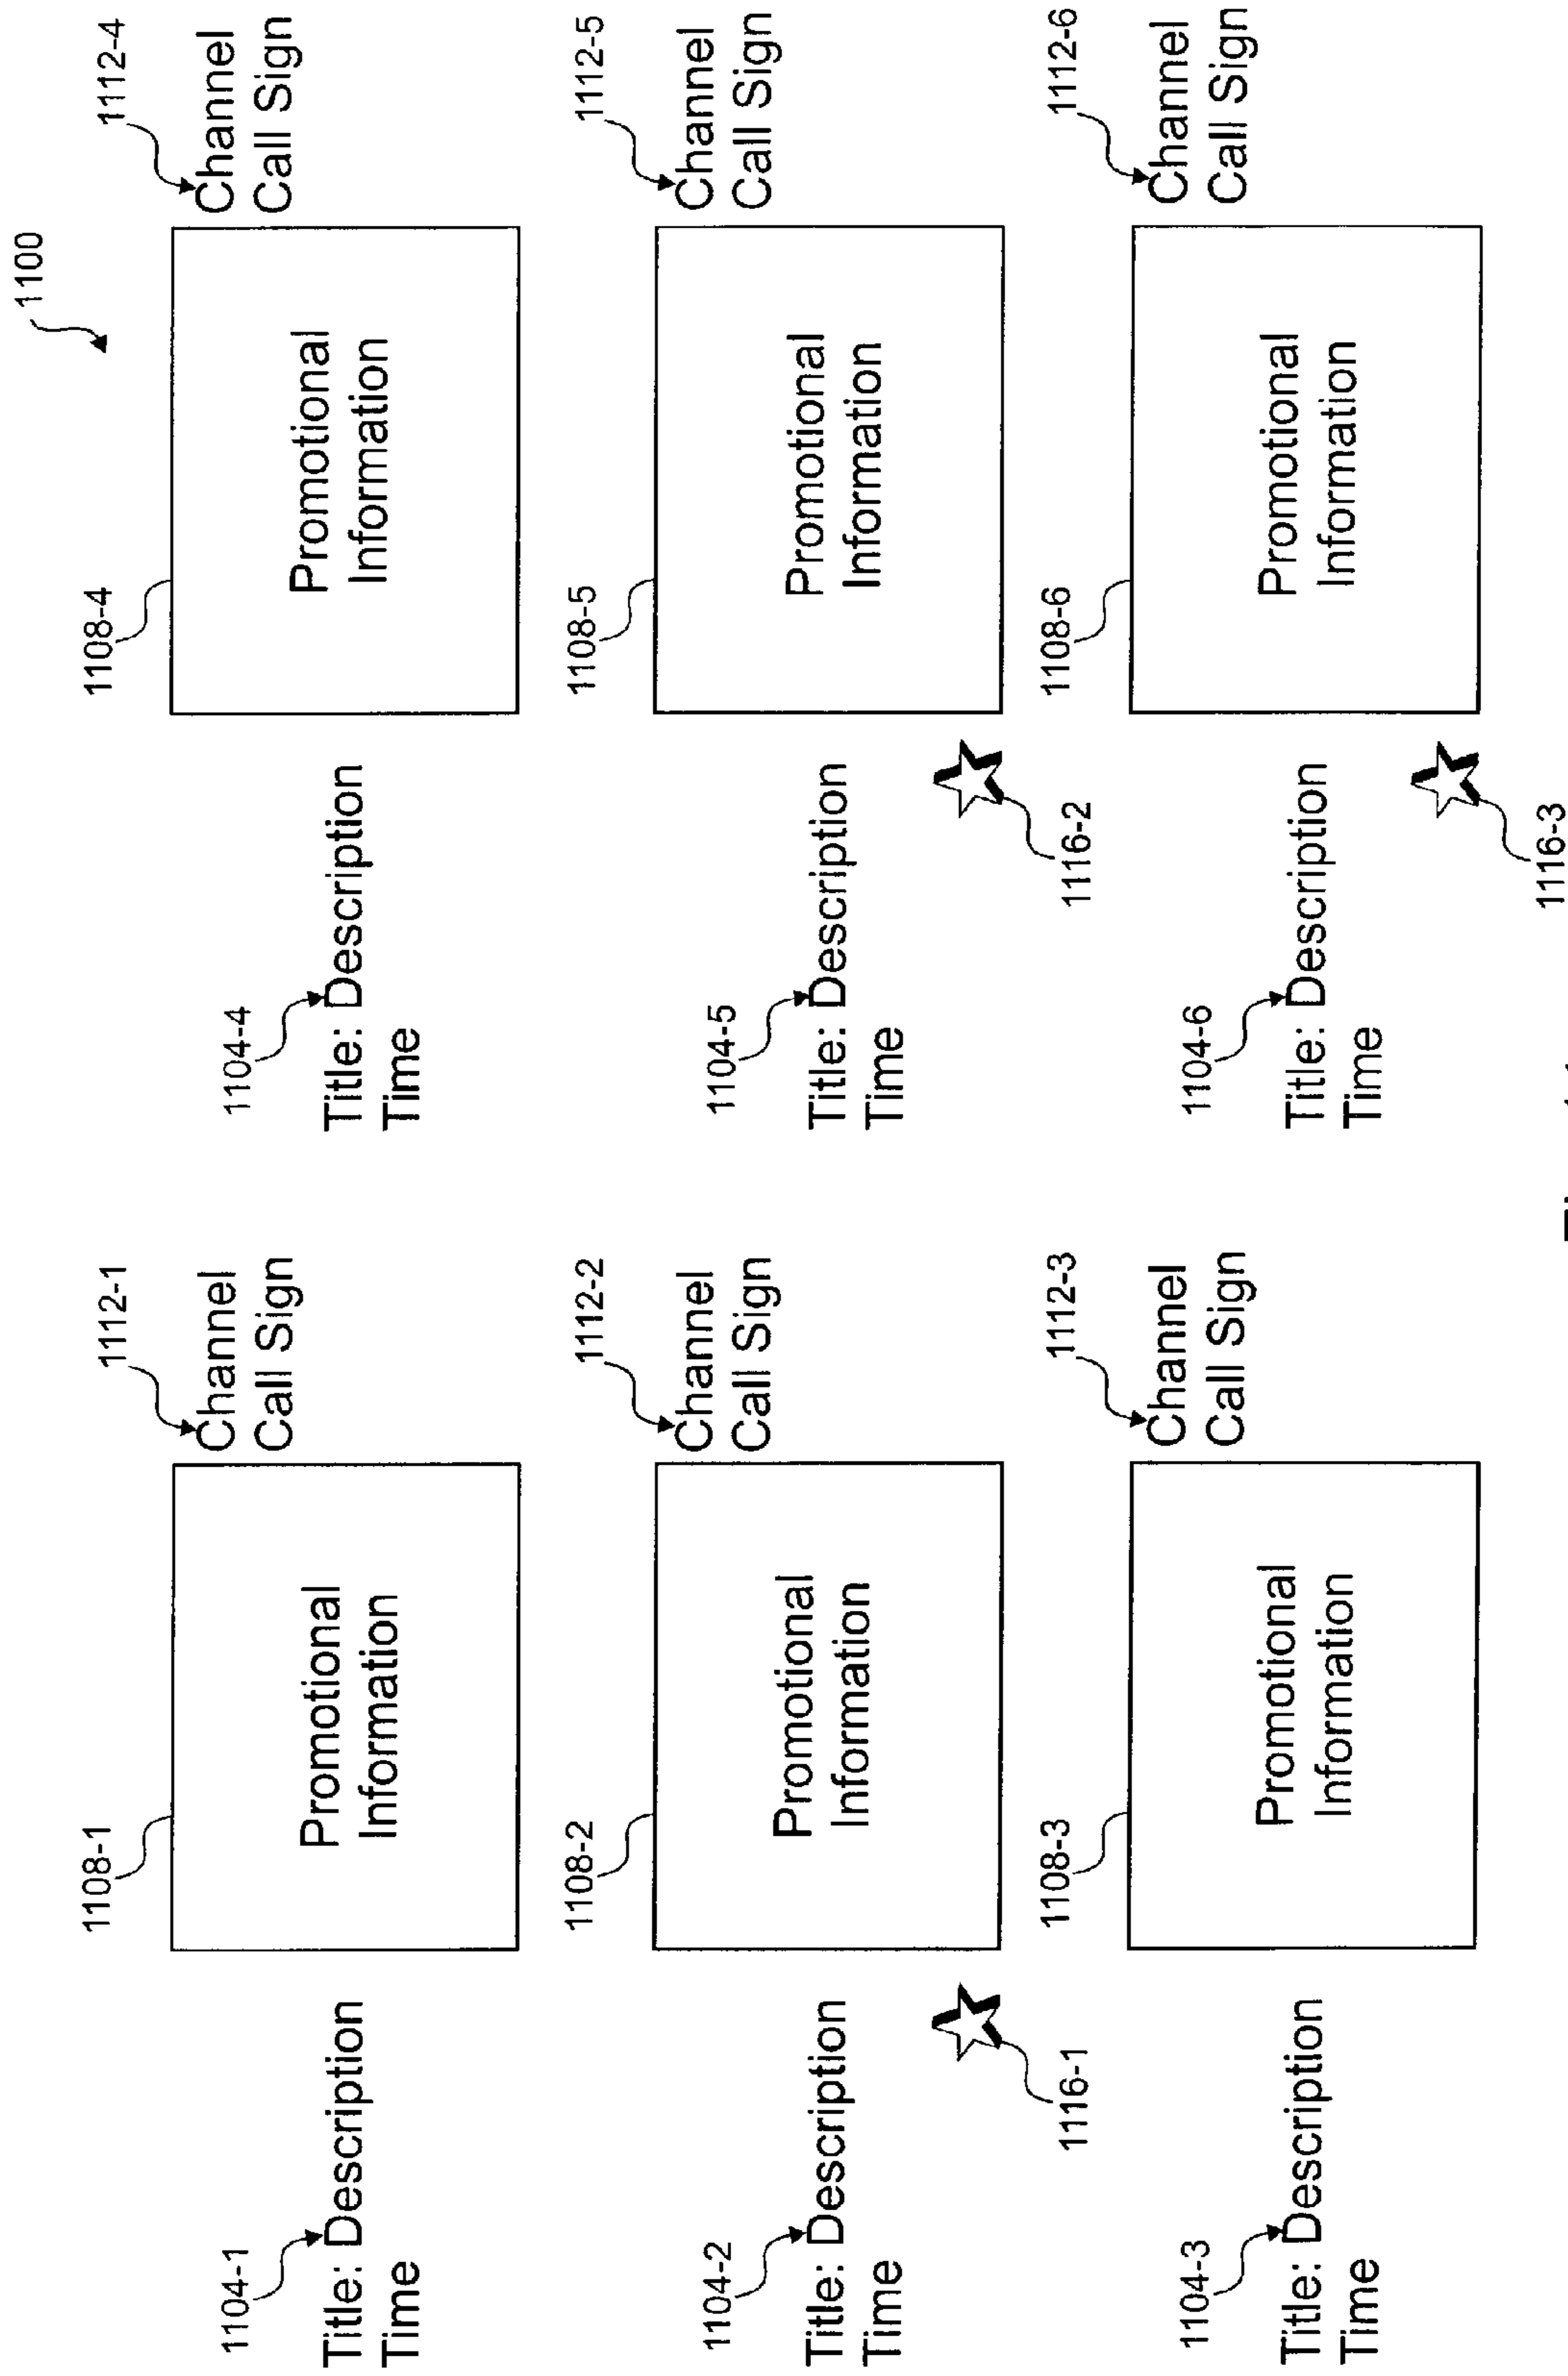 1100
1108-1
1112-1
1104-1
Promotional
Information
Channel
Call Sign
Title: Description
Time
1108-4
1112-4
1104-4
Promotional
Information
Channel
Call Sign
Title: Description
Time
1108-2
1112-2
1104-2
Promotional
Information
Channel
Call Sign
Title: Description
Time
1116-1
1108-5
1112-5
1104-5
Promotional
Information
Channel
Call Sign
Title: Description
Time
1116-2
1108-3
1112-3
1104-3
Promotional
Information
Channel
Call Sign
Title: Description
Time
1108-6
1112-6
1104-6
Promotional
Information
Channel
Call Sign
Title: Description
Time
1116-3